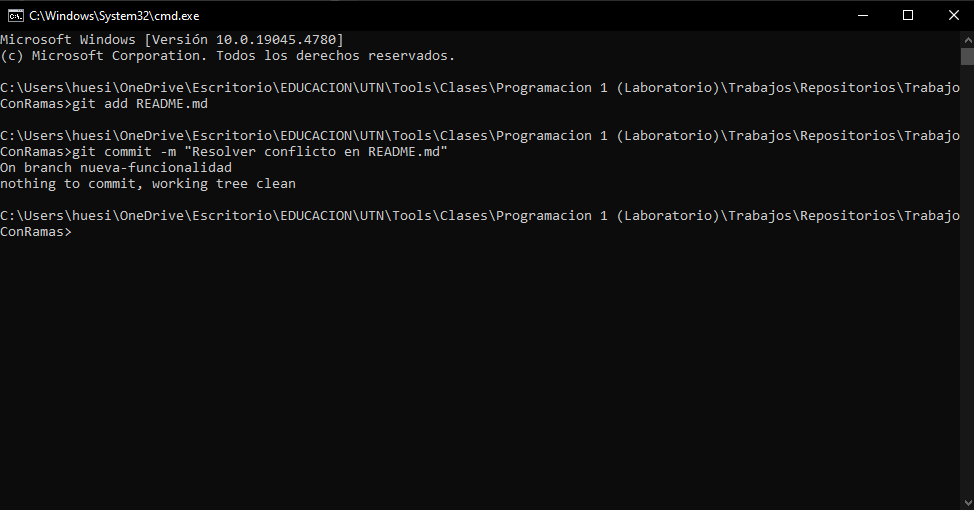 C:\Windows\System32\cmd.exe
Microsoft Windows [Versión 10.0.19045.4780]
(c) Microsoft Corporation. Todos los derechos reservados.
C:\Users\huesi\OneDrive\Escritorio\EDUCACION\UTN\Tools\Clases\Programacion 1 (Laboratorio)\Trabajos\Repositorios\Trabajo
ConRamas>git add README.md
C:\Users\huesi\OneDrive\Escritorio\EDUCACION\UTN\Tools\Clases\Programacion 1 (Laboratorio)\Trabajos\Repositorios\Trabajo
ConRamas>git commit -m "Resolver conflicto en README.md"
On branch nueva-funcionalidad
nothing to commit, working tree clean
C:\Users\huesi\OneDrive\Escritorio\EDUCACION\UTN\Tools\Clases\Programacion 1 (Laboratorio)\Trabajos\Repositorios\Trabajo
ConRamas>